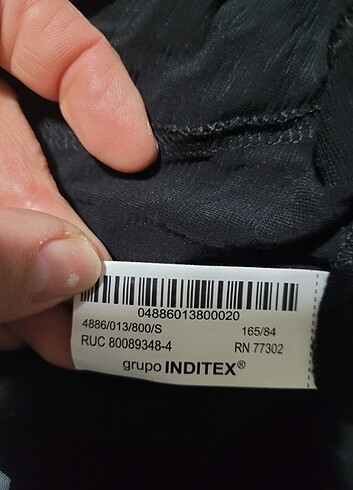 04886013800020
4886/013/800/S 165/84
RUC 80089348-4 RN 77302
grupo INDITEX®